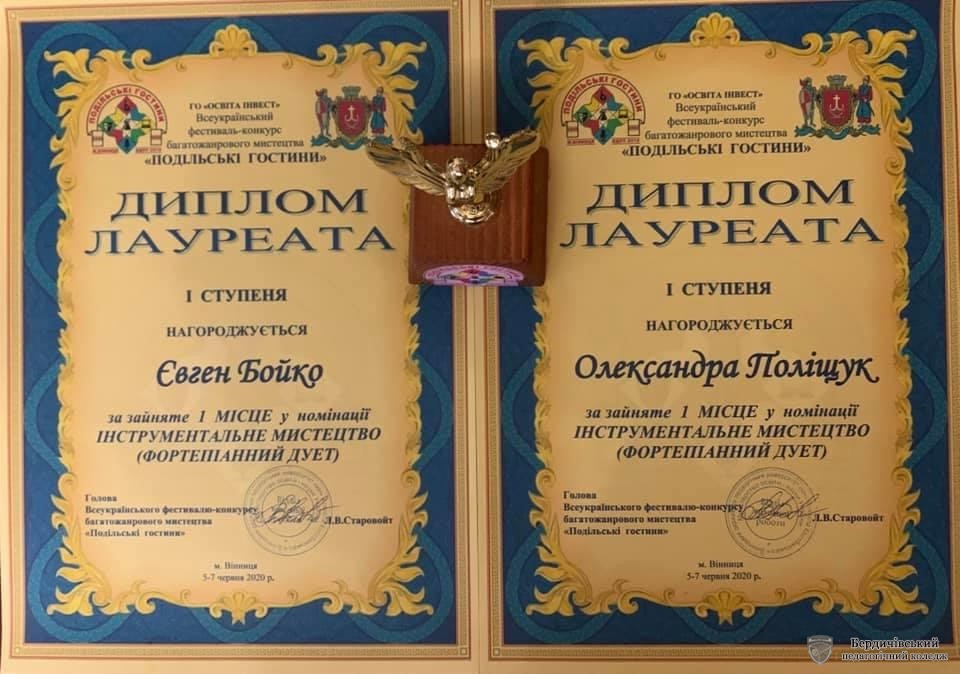 ПОДІЛЬСЬКІ ГОСТИНИ
ГО «ОСВІТА ІНВЕСТ»
Всеукраїнський
фестиваль-конкурс
багатожанрового мистецтва
«ПОДІЛЬСЬКІ ГОСТИНИ»
ДИПЛОМ
ЛАУРЕАТА
І СТУПЕНЯ
НАГОРОДЖУЄТЬСЯ
Євген Бойко
за зайняте 1 МІСЦЕ у номінації
ІНСТРУМЕНТАЛЬНЕ МИСТЕЦТВО
(ФОРТЕПІАННИЙ ДУЕТ)
Голова
Всеукраїнського фестивалю-конкурсу
багатожанрового мистецтва
«Подільські гостини»
Л.В.Старовойт
м. Вінниця
5-7 червня 2020 р.
ПОДІЛЬСЬКІ ГОСТИНИ
ГО «ОСВІТА ІНВЕСТ»
Всеукраїнський
фестиваль-конкурс
багатожанрового мистецтва
«ПОДІЛЬСЬКІ ГОСТИНИ»
ДИПЛОМ
ЛАУРЕАТА
І СТУПЕНЯ
НАГОРОДЖУЄТЬСЯ
Олександра Поліщук
за зайняте 1 МІСЦЕ у номінації
ІНСТРУМЕНТАЛЬНЕ МИСТЕЦТВО
(ФОРТЕПІАННИЙ ДУЕТ)
Голова
Всеукраїнського фестивалю-конкурсу
багатожанрового мистецтва
«Подільські гостини»
Л.В.Старовойт
м. Вінниця
5-7 червня 2020 р.
Бердичівський
педагогічний коледж